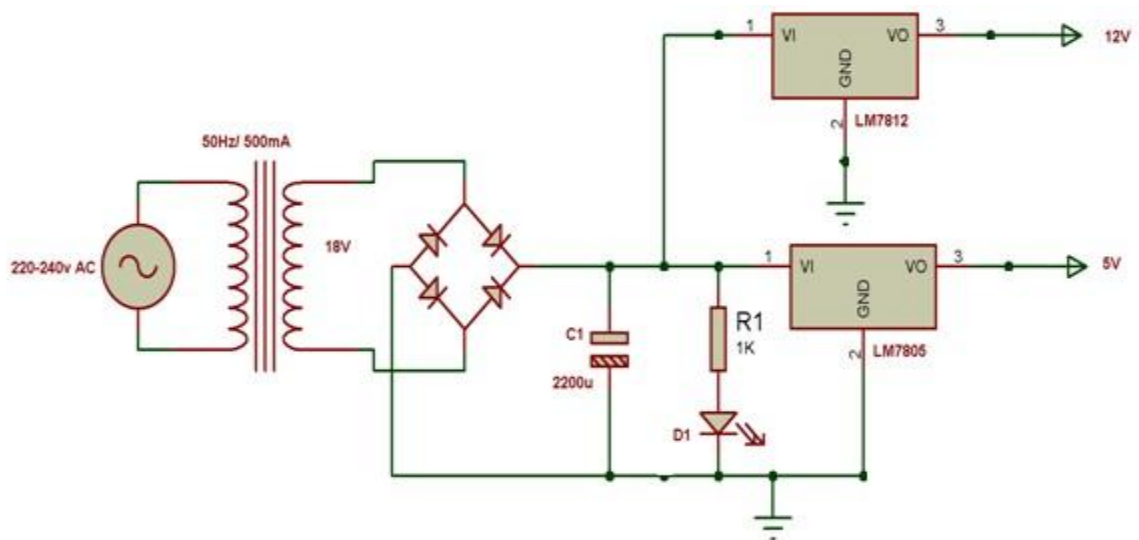 1
VI
VO
3
12V
GND
2
LM7812
50Hz/ 500mA
18V
220-240v AC
1
VI
VO
3
5V
GND
2
LM7805
C1
2200u
R1
1K
D1